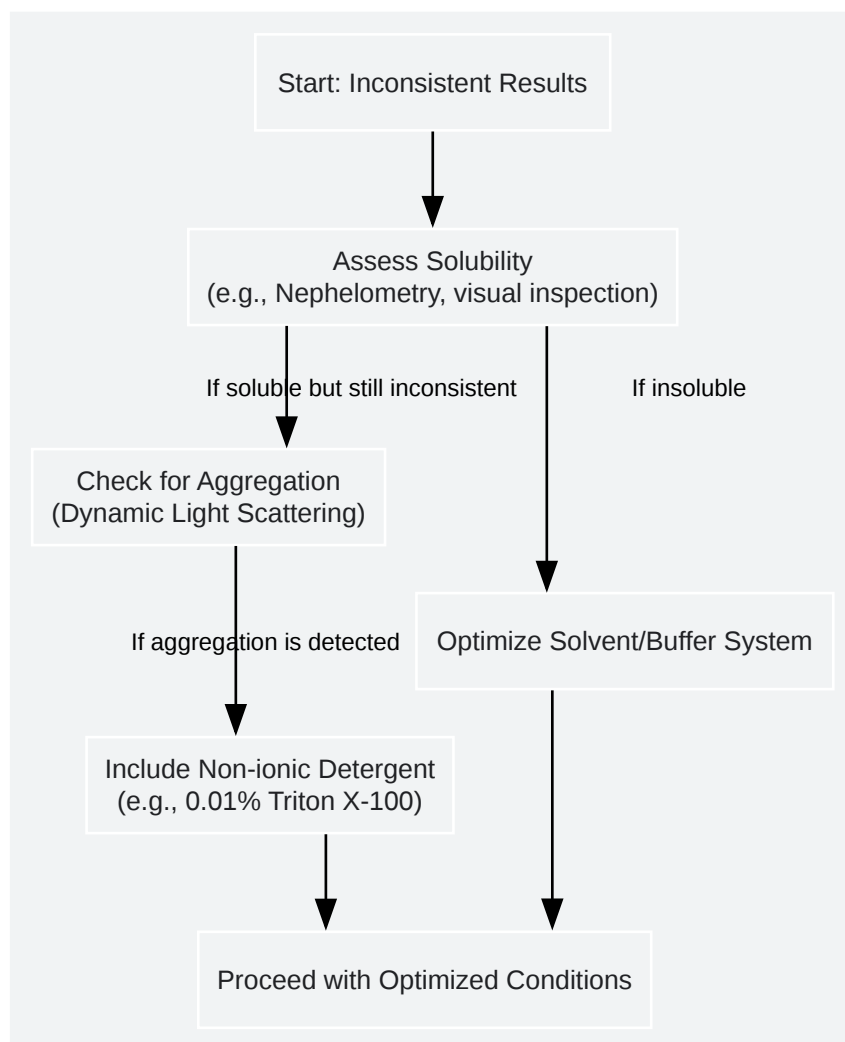 Start: Inconsistent Results
Assess Solubility
(e.g., Nephelometry, visual inspection)
If soluble but still inconsistent
If insoluble
Check for Aggregation
(Dynamic Light Scattering)
If aggregation is detected
Optimize Solvent/Buffer System
Include Non-ionic Detergent
(e.g., 0.01% Triton X-100)
Proceed with Optimized Conditions